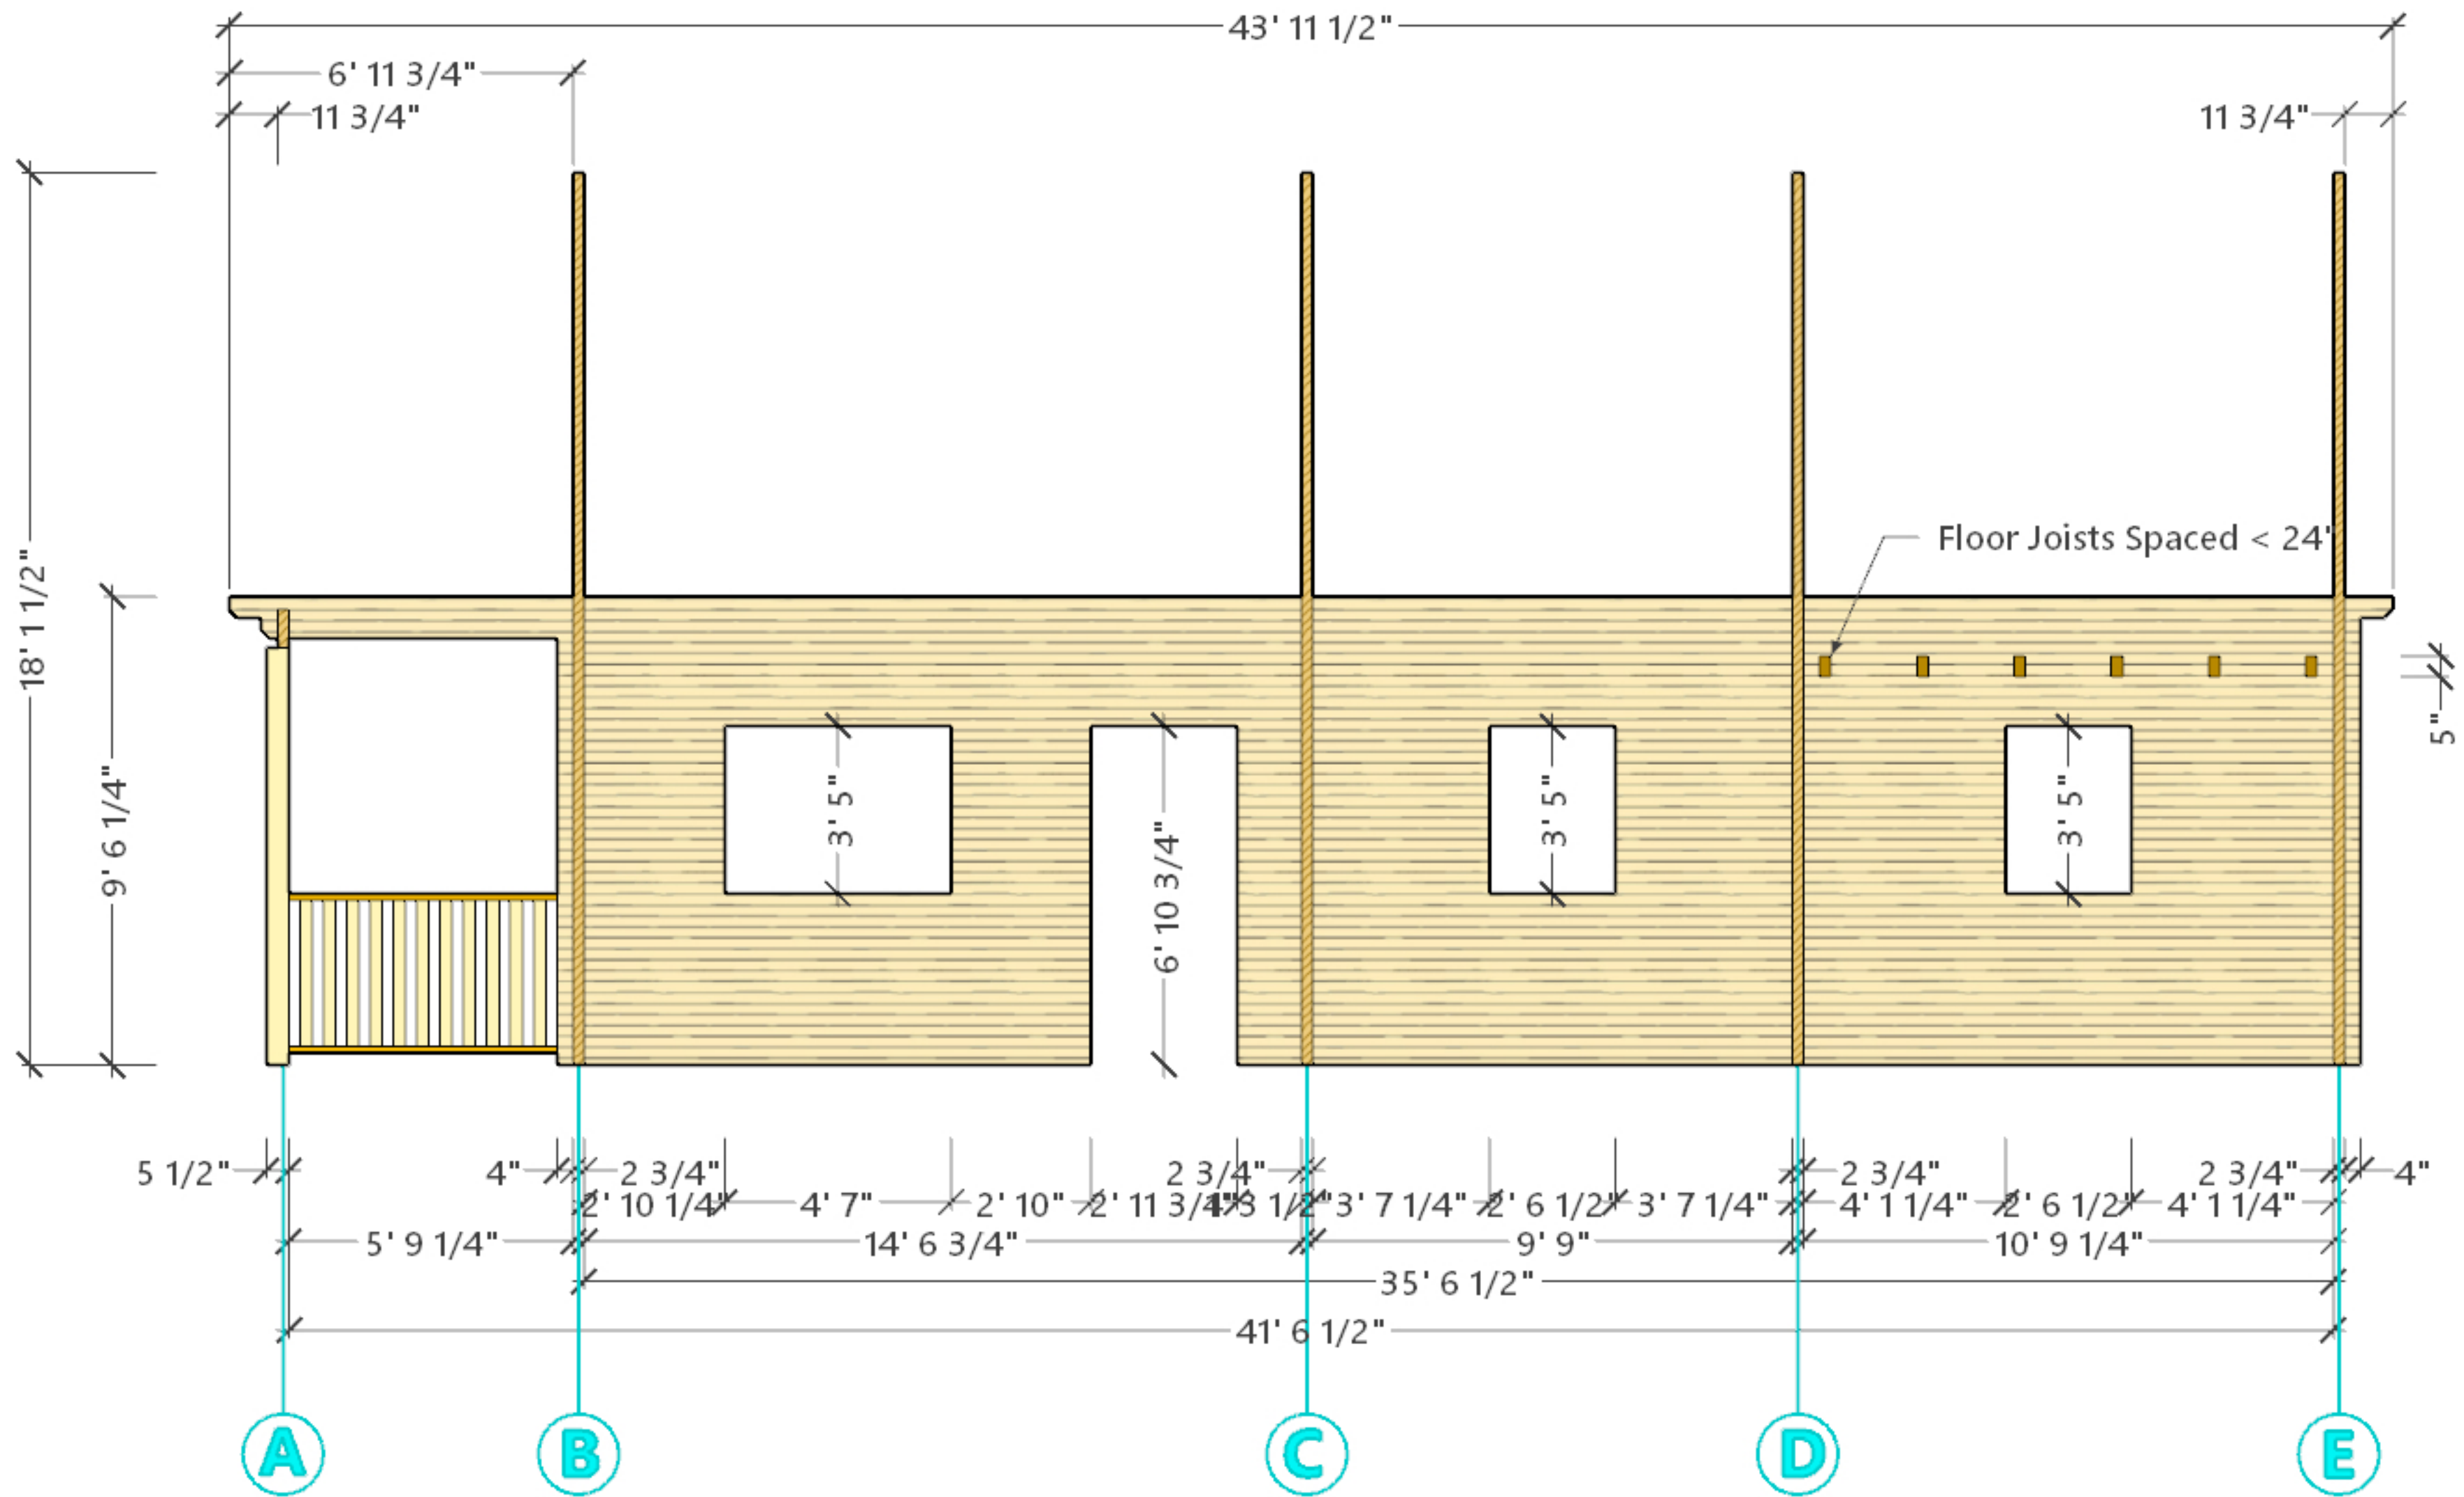 43' 11 1/2"
6' 11 3/4"
11 3/4"
11 3/4"
18' 1 1/2"
9' 6 1/4"
Floor Joists Spaced < 24"
5"
3' 5"
6' 10 3/4"
3' 5"
3' 5"
5 1/2"
4"
2 3/4"
2 3/4"
2 3/4"
2 3/4"
4"
2' 10 1/4"
4' 7"
2' 10"
2' 11 3/4"
3' 7 1/4"
2' 6 1/2"
3' 7 1/4"
4' 1 1/4"
2' 6 1/2"
4' 1 1/4"
5' 9 1/4"
14' 6 3/4"
9' 9"
10' 9 1/4"
35' 6 1/2"
41' 6 1/2"
A
B
C
D
E